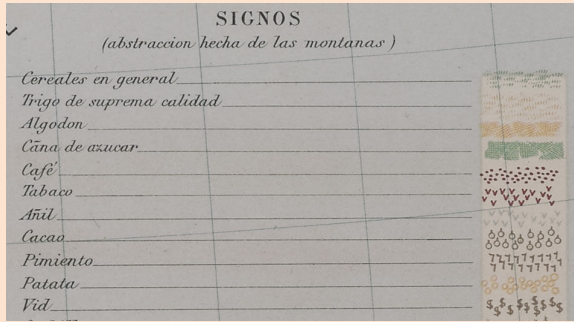 SIGNOS
(abstraccion hecha de las montanas)
Cereales en general
Trigo de suprema calidad
Algodon
Cãna de azucar
Café
Tabaco
Añil
Cacao
Pimiento
Patata
Vid